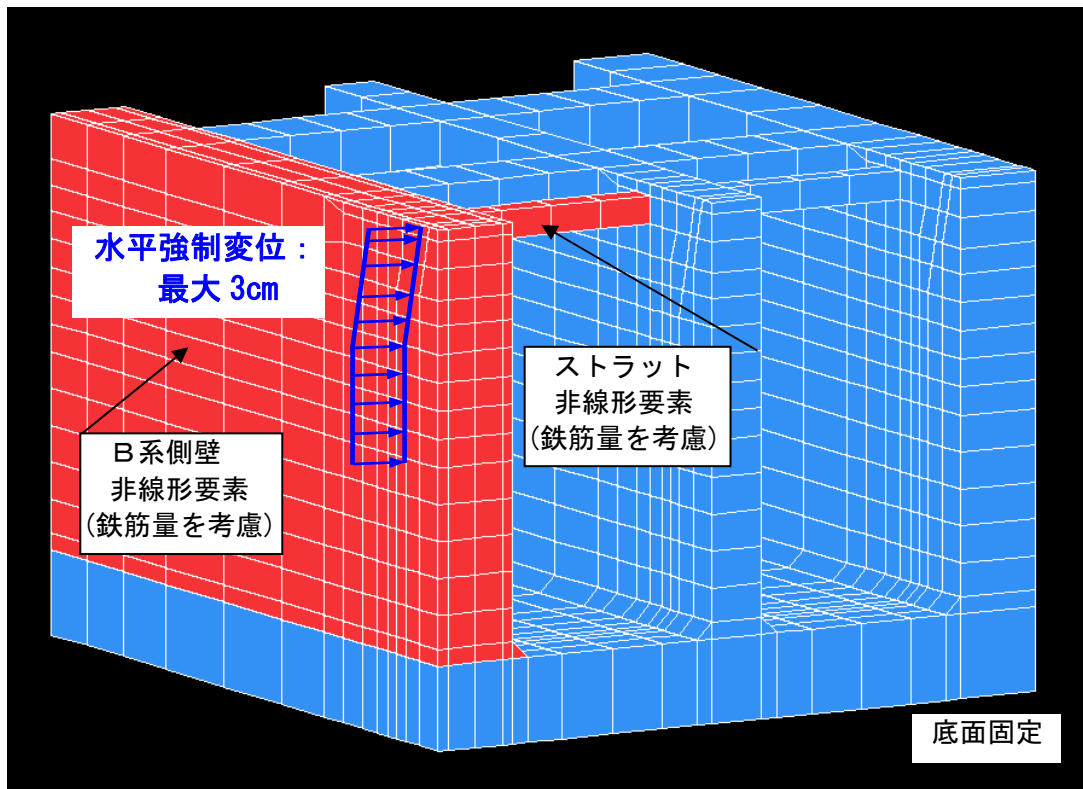 水平強制変位：
最大 3cm
ストラット
非線形要素
(鉄筋量を考慮)
Ｂ系側壁
非線形要素
(鉄筋量を考慮)
底面固定